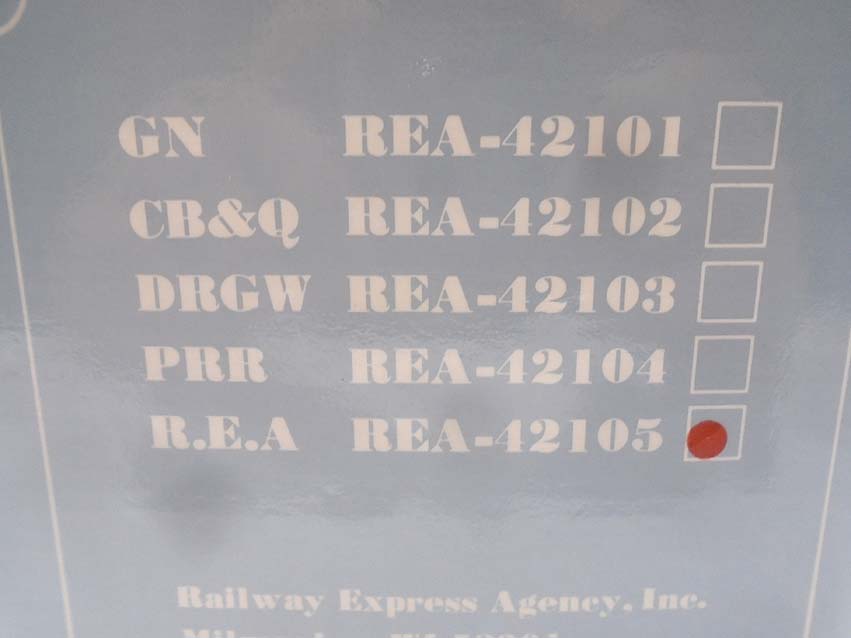 GN REA-42101
CB&Q REA-42102
DRGW REA-42103
PRR REA-42104
R.E.A REA-42105
Railway Express Agency, Inc.